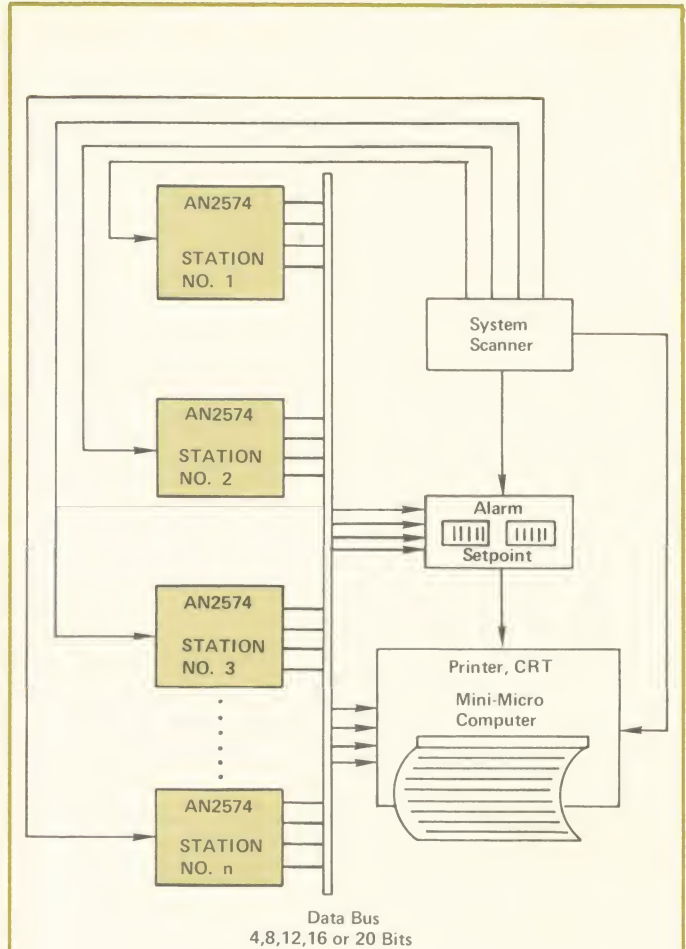 AN2574
STATION
NO. 1
System
Scanner
AN2574
STATION
NO. 2
Alarm
Setpoint
AN2574
STATION
NO. 3
Printer, CRT
Mini-Micro
Computer
AN2574
STATION
NO. n
Data Bus
4,8,12,16 or 20 Bits